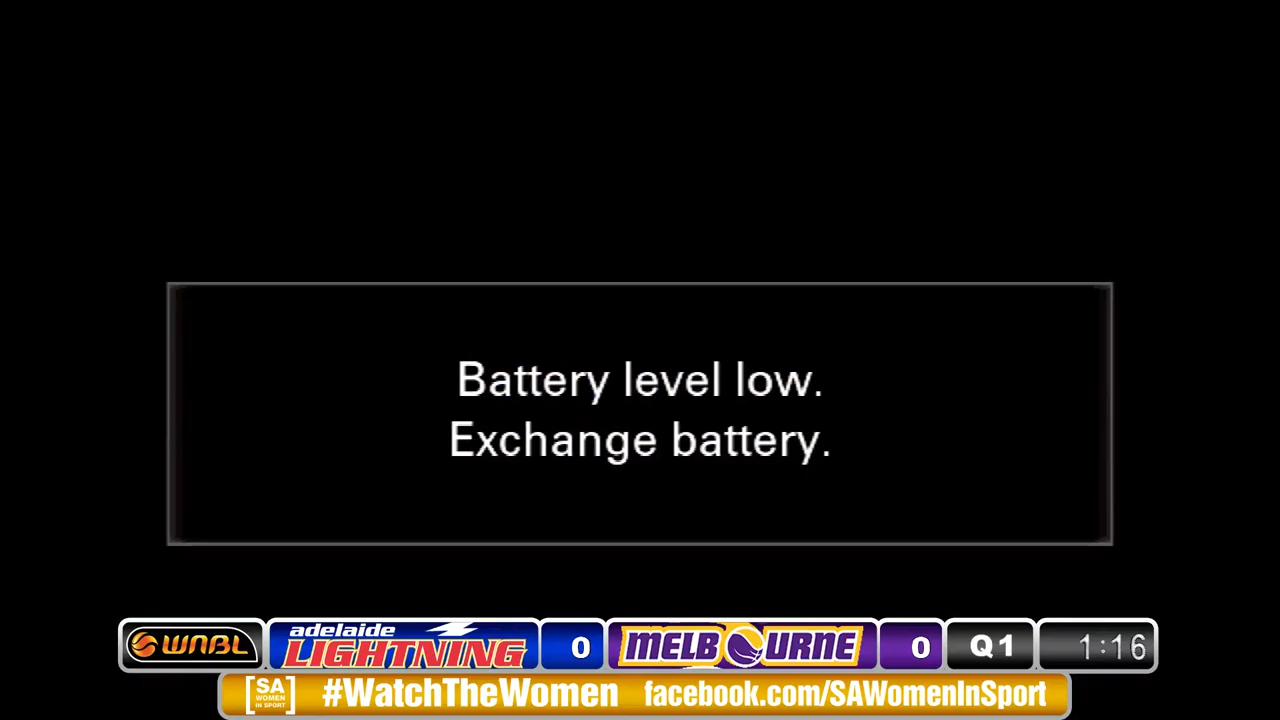 Battery level low.
Exchange battery.
WNBL
adelaide
LIGHTNING
0
MELBOURNE
0
Q1
1:16
[SA]
WOMEN
IN SPORT
#WatchTheWomen
facebook.com/SAWomenInSport